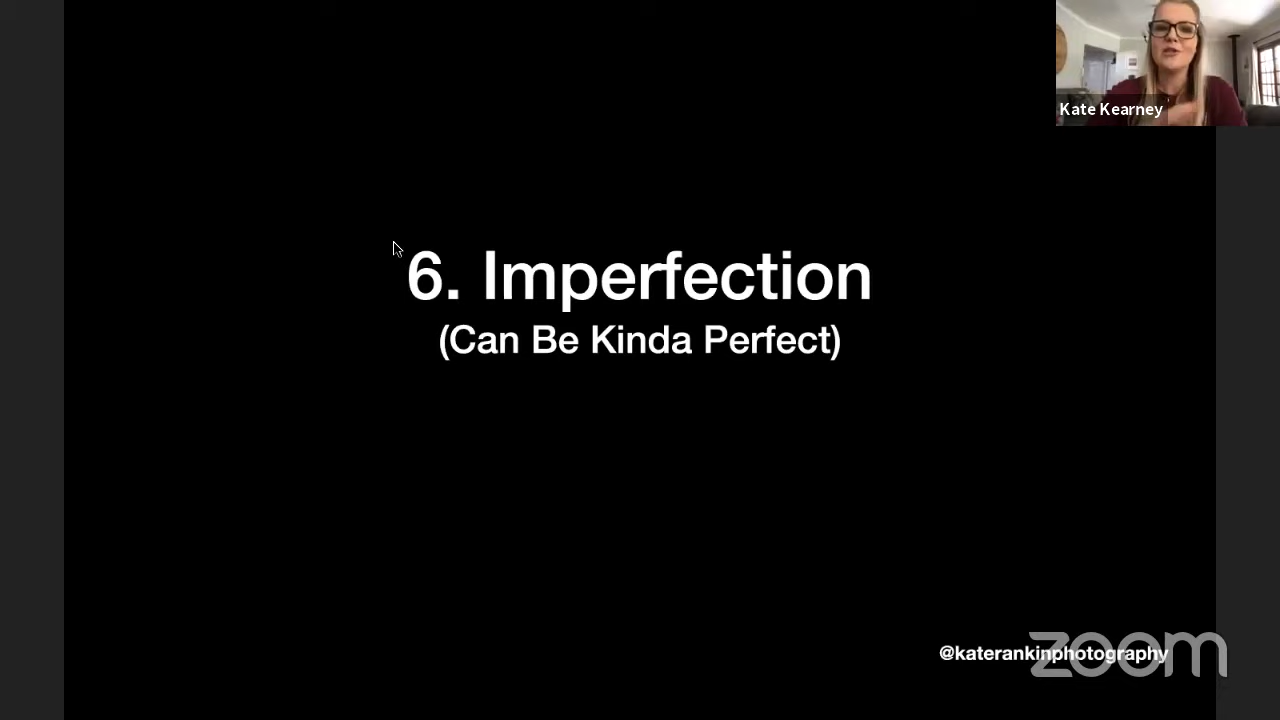 Kate Kearney
6. Imperfection
(Can Be Kinda Perfect)
@katerankinphotography
zoom